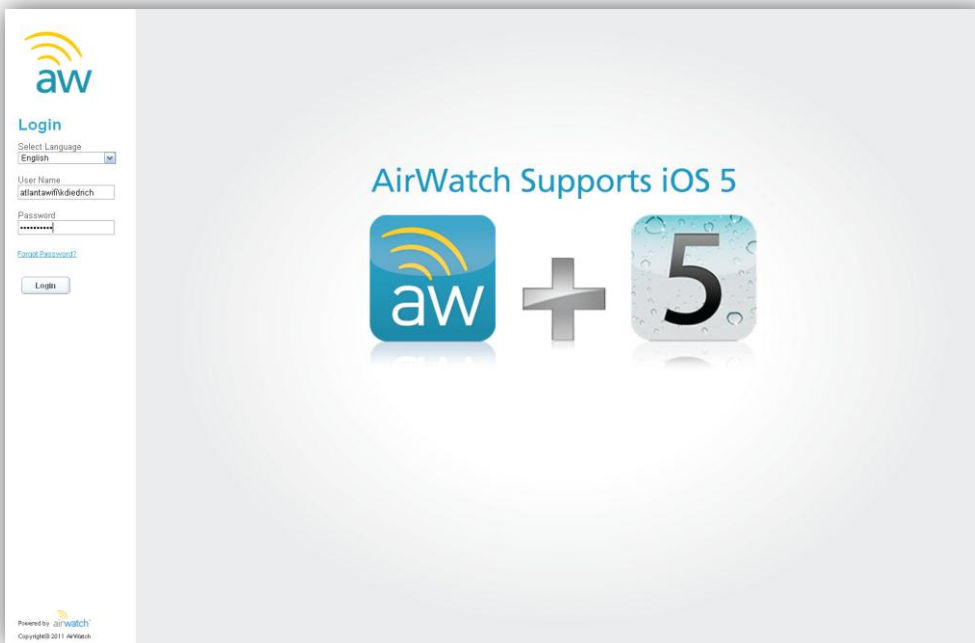 aw
Login
Select Language
English
User Name
atlantawifi\kdiedrich
Password
••••••••••
Forgot Password?
Login
AirWatch Supports iOS 5
aw
5
Powered by airwatch
Copyright© 2011 AirWatch